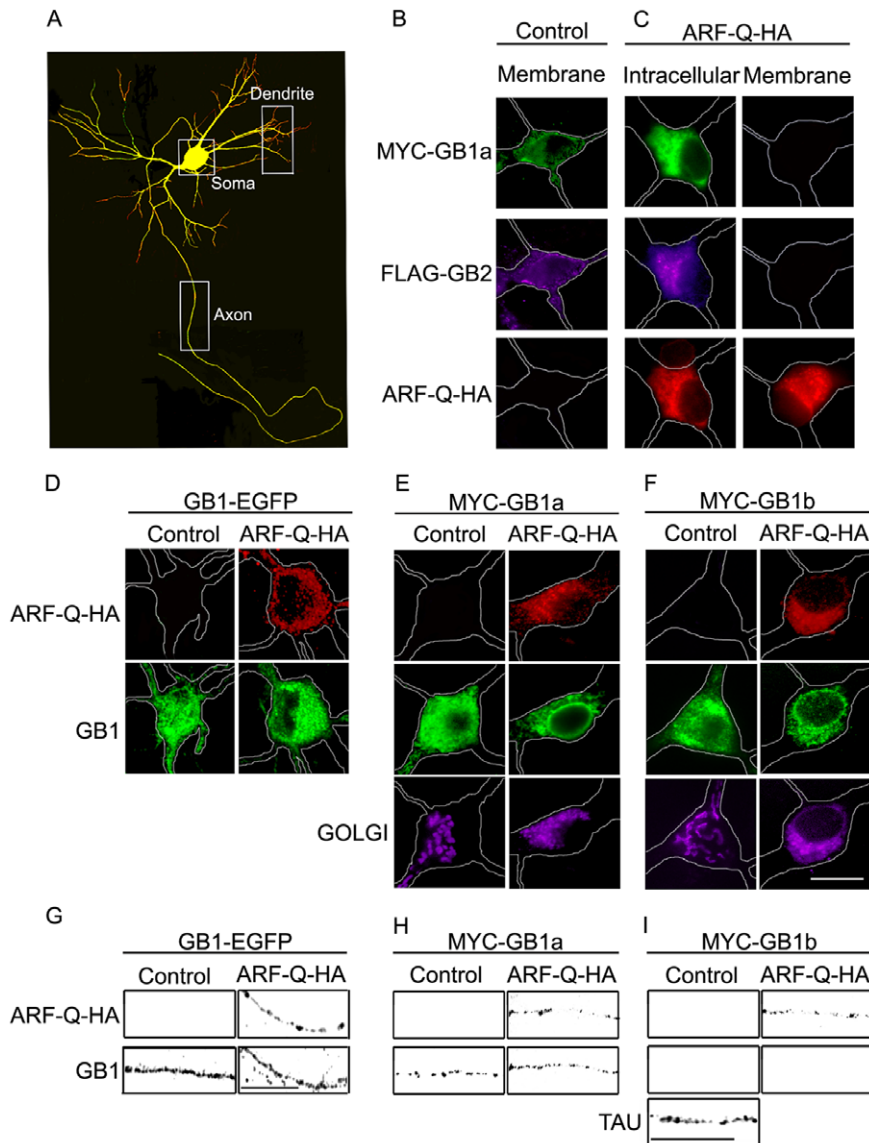 A
Dendrite
Soma
Axon
B
C
Control
ARF-Q-HA
Membrane
Intracellular
Membrane
MYC-GB1a
FLAG-GB2
ARF-Q-HA
D
E
F
GB1-EGFP
MYC-GB1a
MYC-GB1b
Control
ARF-Q-HA
Control
ARF-Q-HA
Control
ARF-Q-HA
ARF-Q-HA
GB1
GOLGI
G
H
I
GB1-EGFP
MYC-GB1a
MYC-GB1b
Control
ARF-Q-HA
Control
ARF-Q-HA
Control
ARF-Q-HA
ARF-Q-HA
GB1
TAU